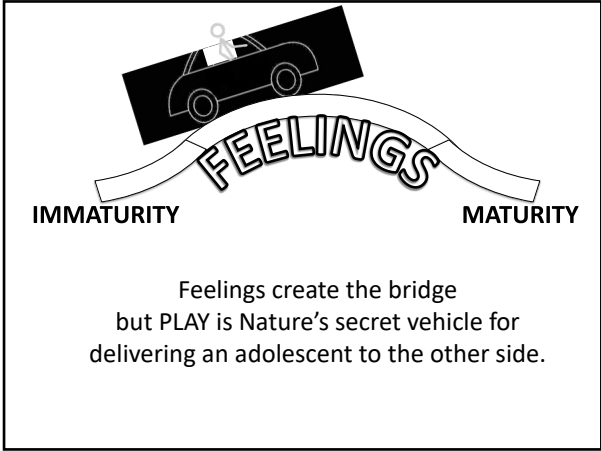 FEELINGS
IMMATURITY
MATURITY
Feelings create the bridge
but PLAY is Nature’s secret vehicle for
delivering an adolescent to the other side.